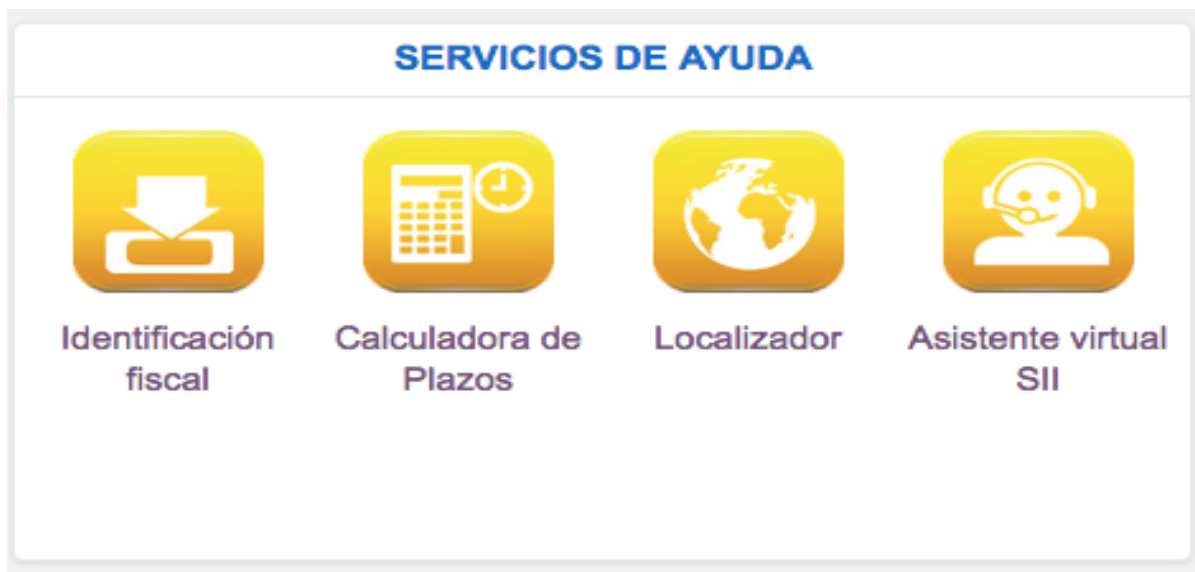 SERVICIOS DE AYUDA
Identificación
fiscal
Calculadora de
Plazos
Localizador
Asistente virtual
SII